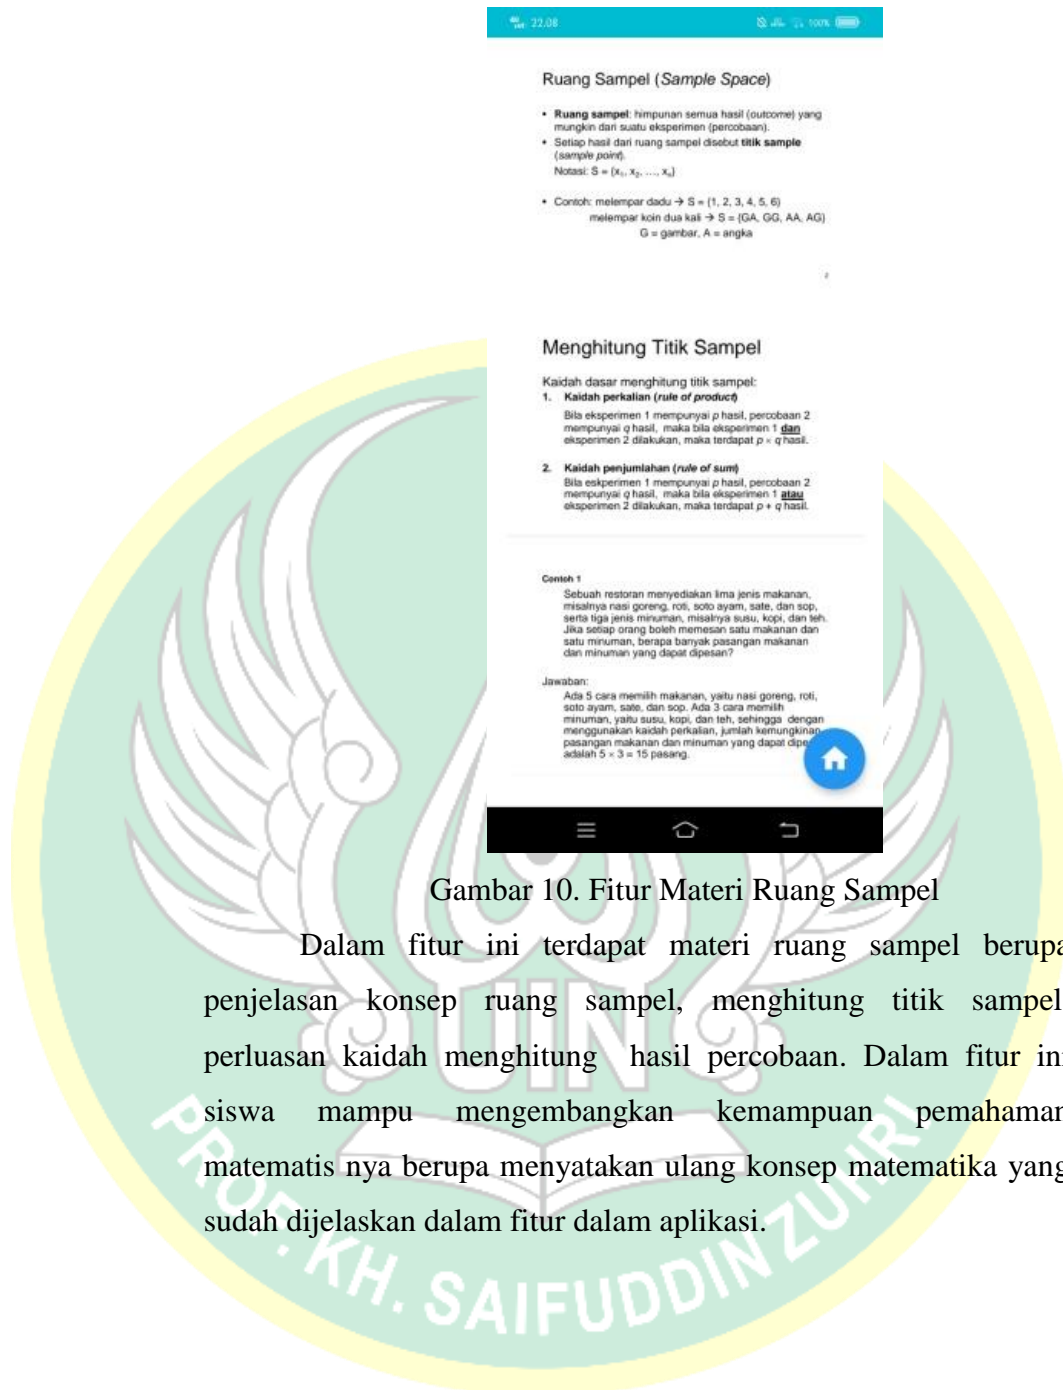 22.08
100%
Ruang Sampel (Sample Space)
• Ruang sampel: himpunan semua hasil (outcome) yang
mungkin dari suatu eksperimen (percobaan).
• Setiap hasil dari ruang sampel disebut titik sample
(sample point).
Notasi: S = {x₁, x₂, …., xₙ}
• Contoh: melempar dadu → S = {1, 2, 3, 4, 5, 6}
melempar koin dua kali → S = {GA, GG, AA, AG}
G = gambar, A = angka
Menghitung Titik Sampel
Kaidah dasar menghitung titik sampel:
1. Kaidah perkalian (rule of product)
Bila eksperimen 1 mempunyai p hasil, percobaan 2
mempunyai q hasil, maka bila eksperimen 1 dan
eksperimen 2 dilakukan, maka terdapat p × q hasil.
2. Kaidah penjumlahan (rule of sum)
Bila eskperimen 1 mempunyai p hasil, percobaan 2
mempunyai q hasil, maka bila eksperimen 1 atau
eksperimen 2 dilakukan, maka terdapat p + q hasil.
Contoh 1
Sebuah restoran menyediakan lima jenis makanan,
misalnya nasi goreng, roti, soto ayam, sate, dan sop,
serta tiga jenis minuman, misalnya susu, kopi, dan teh.
Jika setiap orang boleh memesan satu makanan dan
satu minuman, berapa banyak pasangan makanan
dan minuman yang dapat dipesan?
Jawaban:
Ada 5 cara memilih makanan, yaitu nasi goreng, roti,
soto ayam, sate, dan sop. Ada 3 cara memilih
minuman, yaitu susu, kopi, dan teh, sehingga dengan
menggunakan kaidah perkalian, jumlah kemungkinan
pasangan makanan dan minuman yang dapat dipe
adalah 5 × 3 = 15 pasang.
Gambar 10. Fitur Materi Ruang Sampel
Dalam fitur ini terdapat materi ruang sampel berupa
penjelasan konsep ruang sampel, menghitung titik sampel
perluasan kaidah menghitung hasil percobaan. Dalam fitur ini
siswa mampu mengembangkan kemampuan pemahaman
matematis nya berupa menyatakan ulang konsep matematika yang
sudah dijelaskan dalam fitur dalam aplikasi.
UIN
PROF. KH. SAIFUDDIN ZUHRI